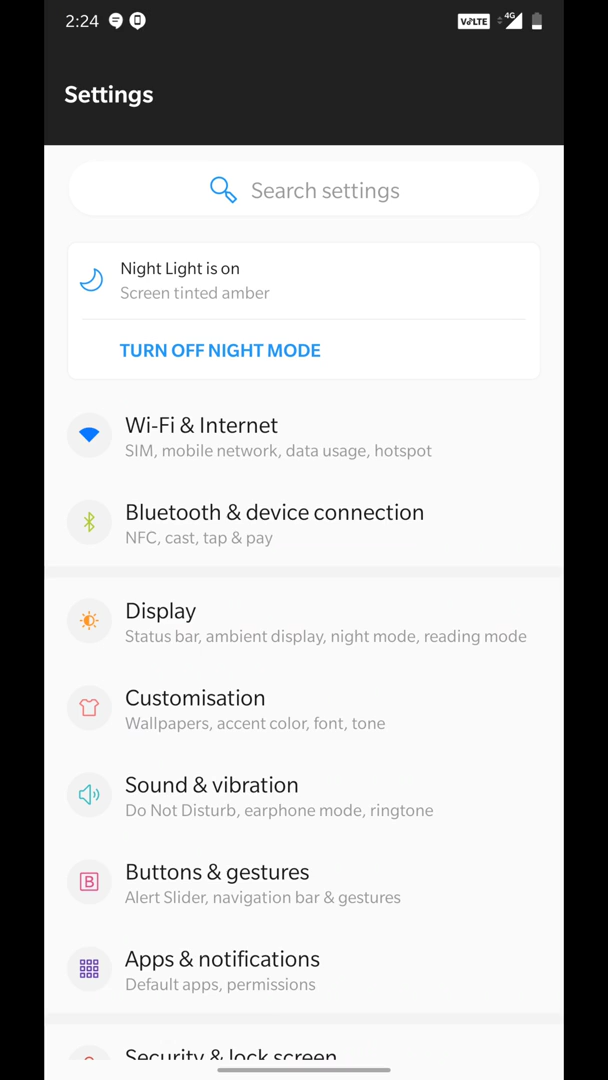 2:24 VoLTE 4G
Settings
Search settings
Night Light is on
Screen tinted amber
TURN OFF NIGHT MODE
Wi-Fi & Internet
SIM, mobile network, data usage, hotspot
Bluetooth & device connection
NFC, cast, tap & pay
Display
Status bar, ambient display, night mode, reading mode
Customisation
Wallpapers, accent color, font, tone
Sound & vibration
Do Not Disturb, earphone mode, ringtone
B
Buttons & gestures
Alert Slider, navigation bar & gestures
Apps & notifications
Default apps, permissions
Security & lock screen